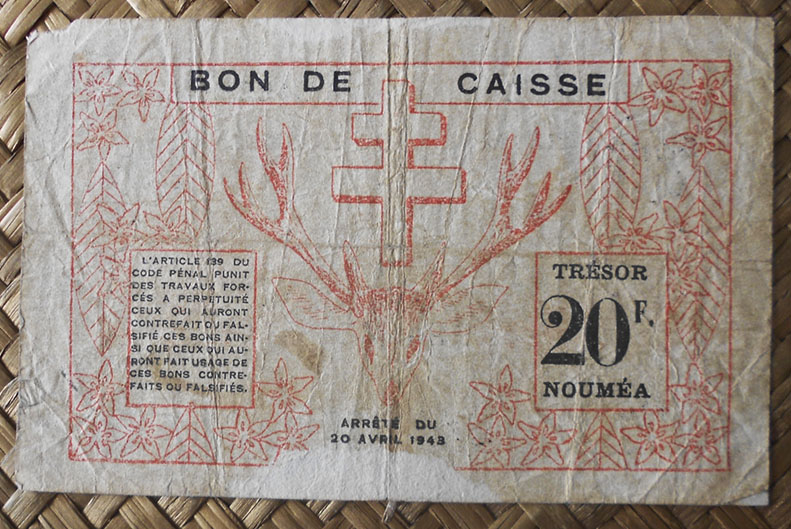 BON DE CAISSE
L'ARTICLE 139 DU
CODE PÉNAL PUNIT
DES TRAVAUX FOR-
CÉS A PERPÉTUITÉ
CEUX QUI AURONT
CONTREFAIT OU FAL-
SIFIÉ CES BONS AIN-
SI QUE CEUX QUI AU-
RONT FAIT USAGE DE
CES BONS CONTRE-
FAITS OU FALSIFIÉS.
TRÉSOR
20 F.
NOUMÉA
ARRÊTÉ DU
20 AVRIL 1943